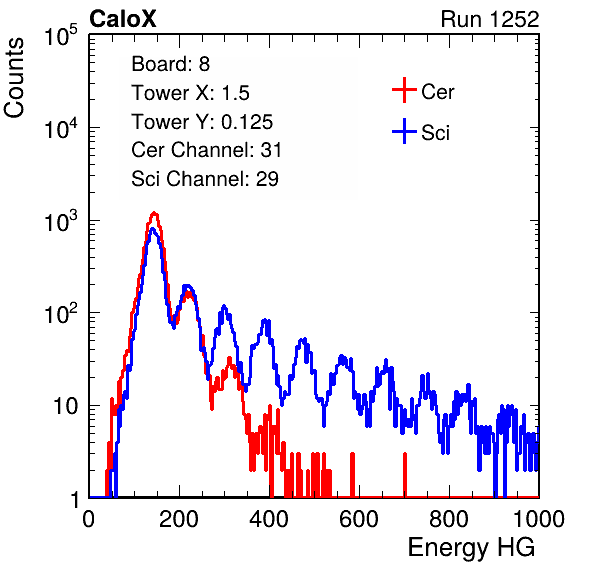 CaloX Run 1252
Counts
10^5
Board: 8
Tower X: 1.5
Tower Y: 0.125
Cer Channel: 31
Sci Channel: 29
Cer
Sci
10^4
10^3
10^2
10
1
0 200 400 600 800 1000
Energy HG